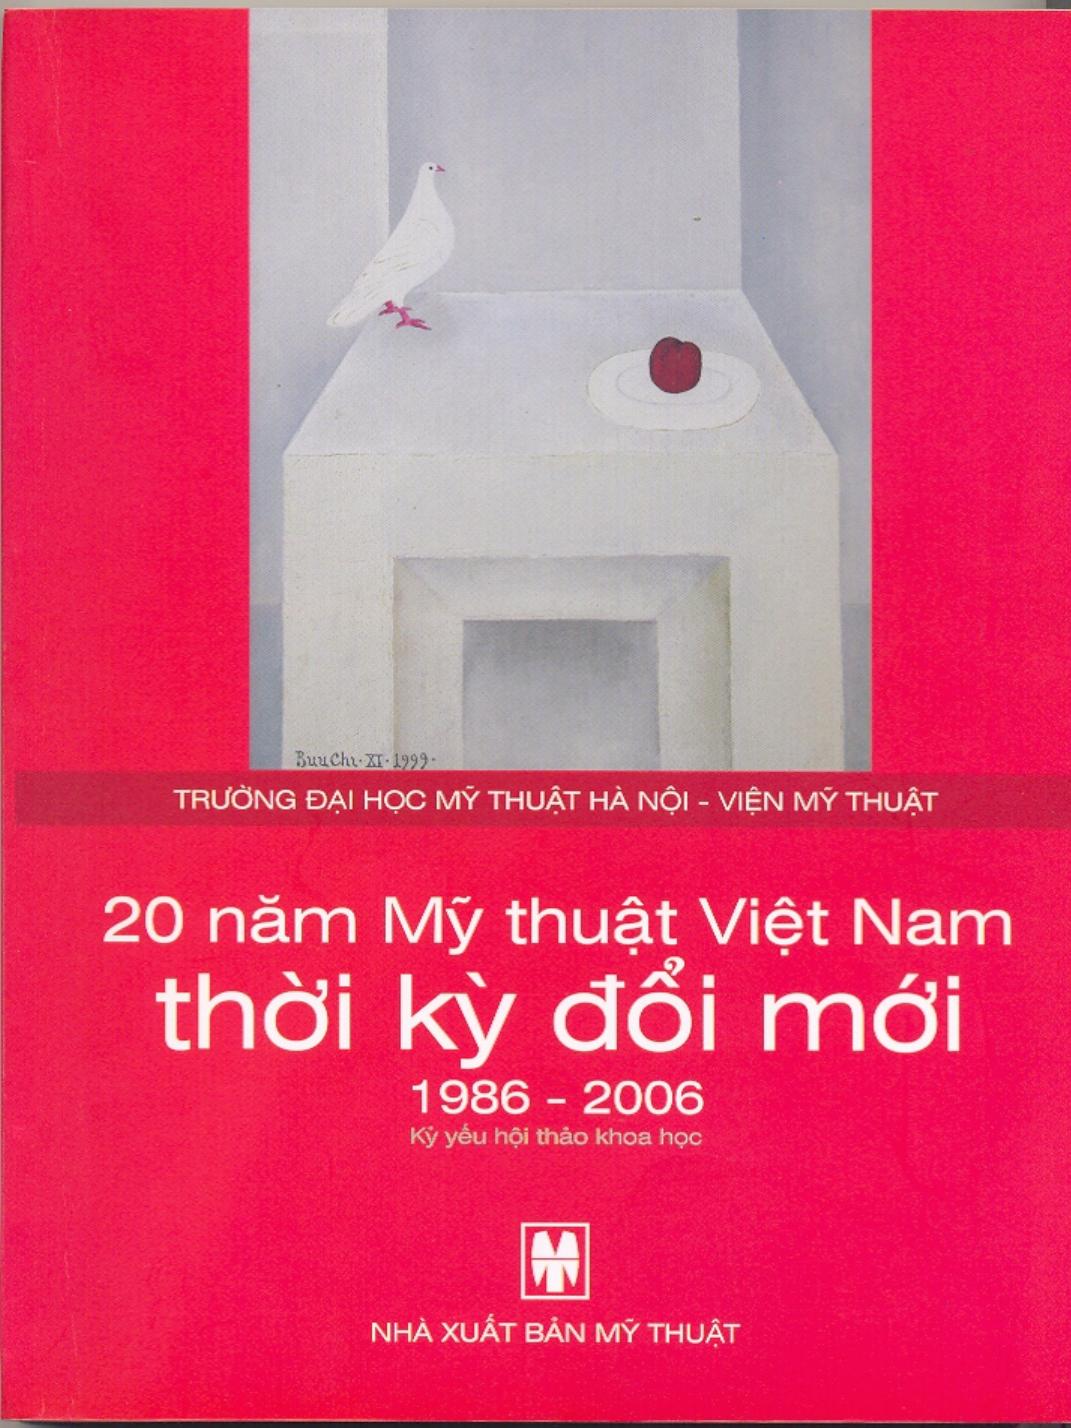 BuuChi·XI·1999·
TRƯỜNG ĐẠI HỌC MỸ THUẬT HÀ NỘI - VIỆN MỸ THUẬT
20 năm Mỹ thuật Việt Nam
thời kỳ đổi mới
1986 - 2006
Kỷ yếu hội thảo khoa học
MT
NHÀ XUẤT BẢN MỸ THUẬT